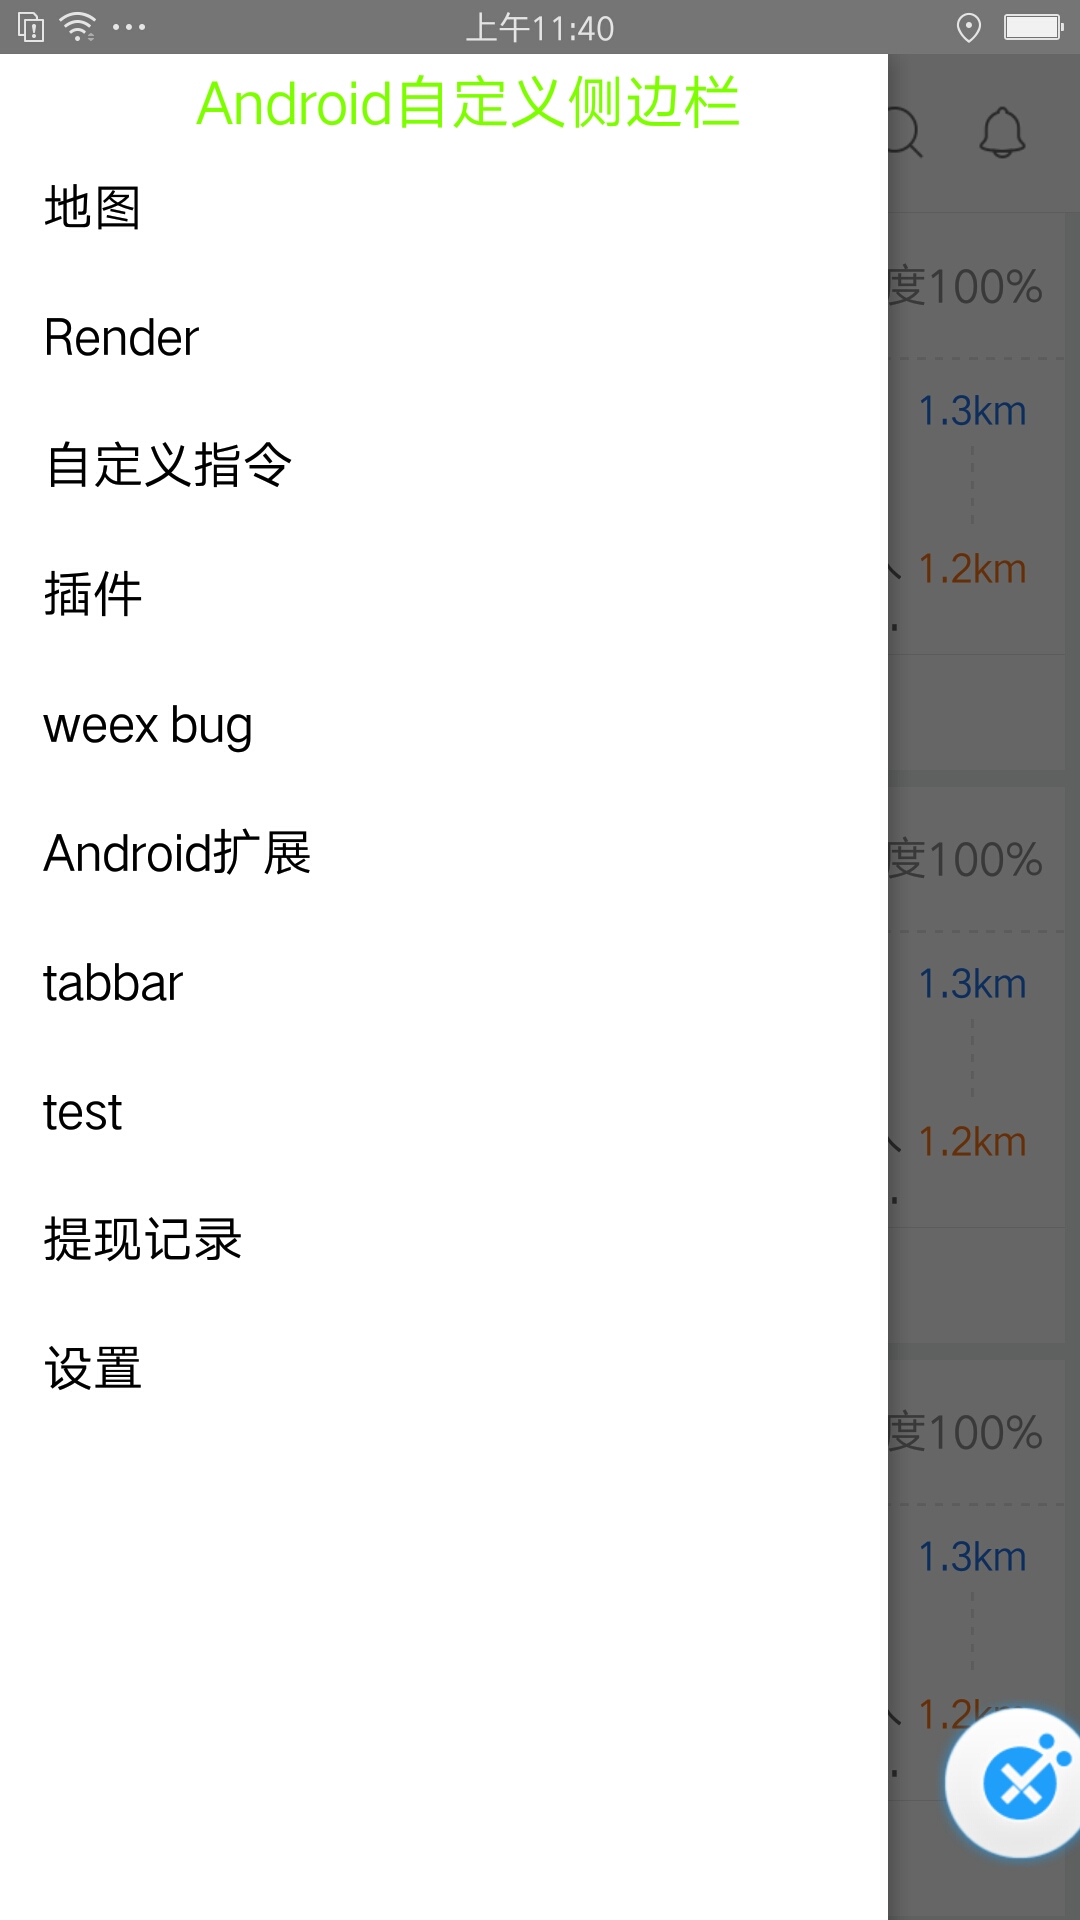 上午11:40
Android自定义侧边栏
地图
Render
自定义指令
插件
weex bug
Android扩展
tabbar
test
提现记录
设置
度100%
1.3km
1.2km
度100%
1.3km
1.2km
度100%
1.3km
1.2km